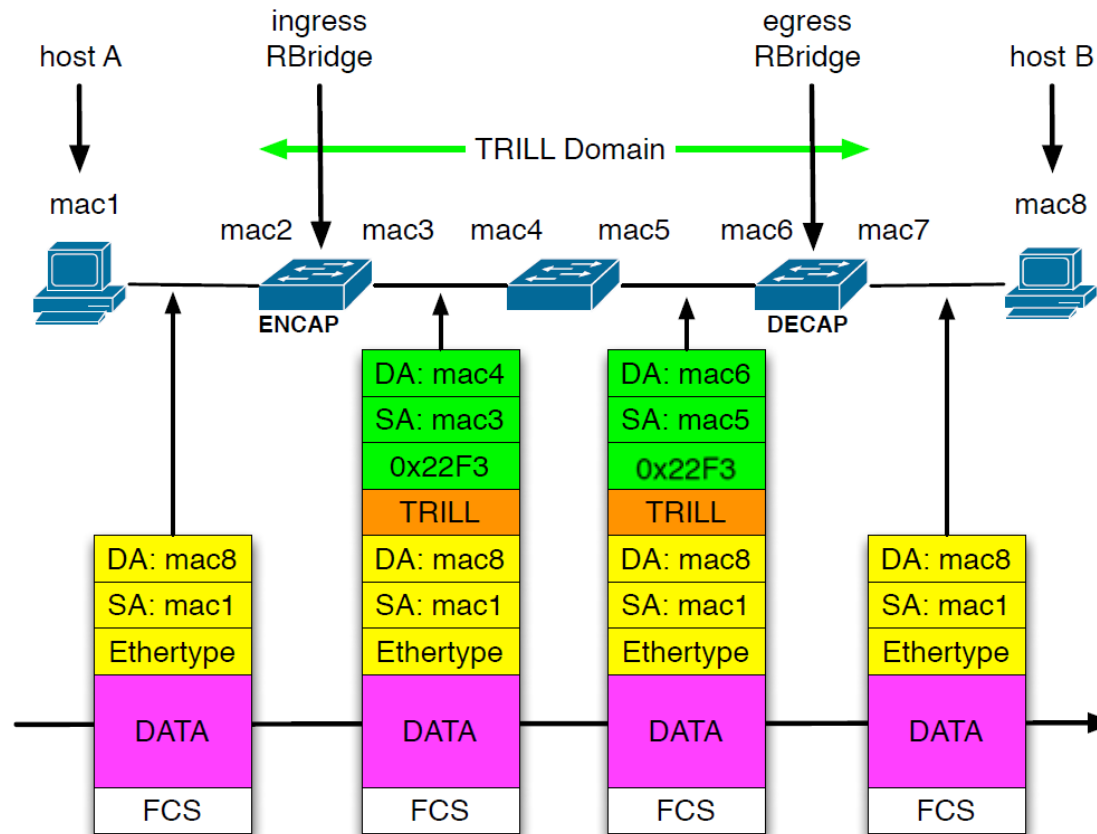 ingress
RBridge
egress
RBridge
host A
host B
TRILL Domain
mac1
mac8
mac2
mac3
mac4
mac5
mac6
mac7
ENCAP
DECAP
DA: mac4
SA: mac3
0x22F3
TRILL
DA: mac8
SA: mac1
Ethertype
DATA
FCS
DA: mac6
SA: mac5
0x22F3
TRILL
DA: mac8
SA: mac1
Ethertype
DATA
FCS
DA: mac8
SA: mac1
Ethertype
DATA
FCS
DA: mac8
SA: mac1
Ethertype
DATA
FCS